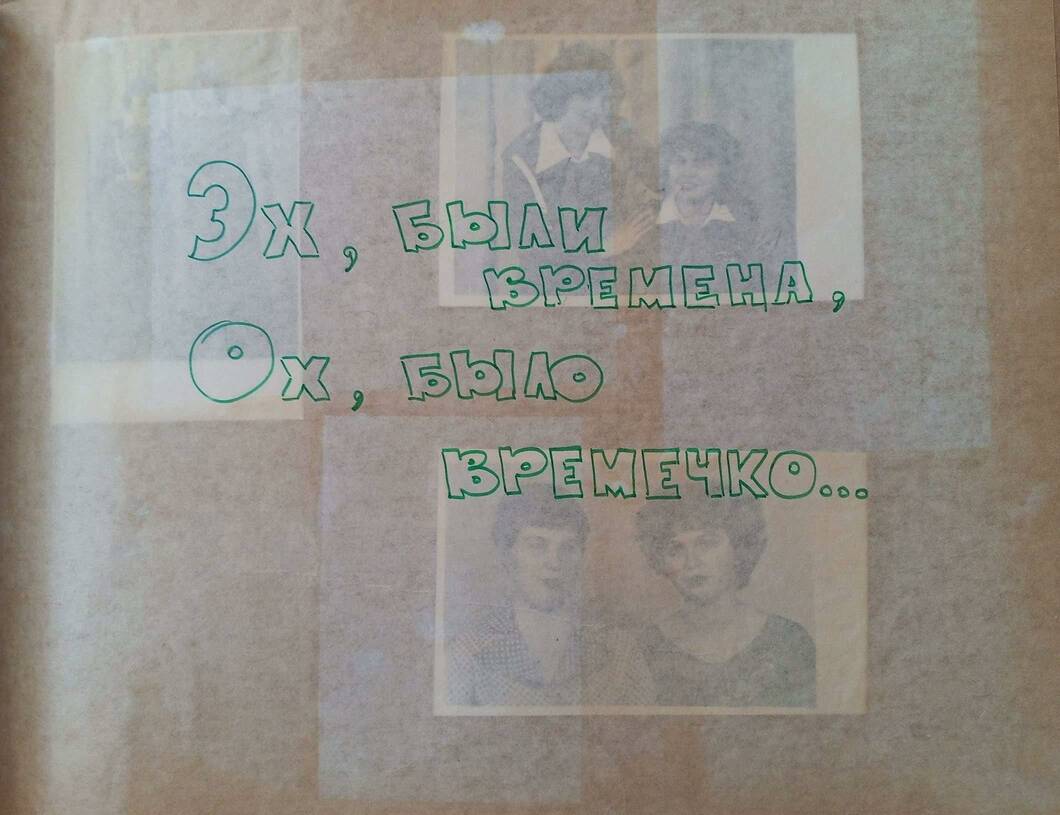 Эх, были
времена,
Ох, было
времечко...